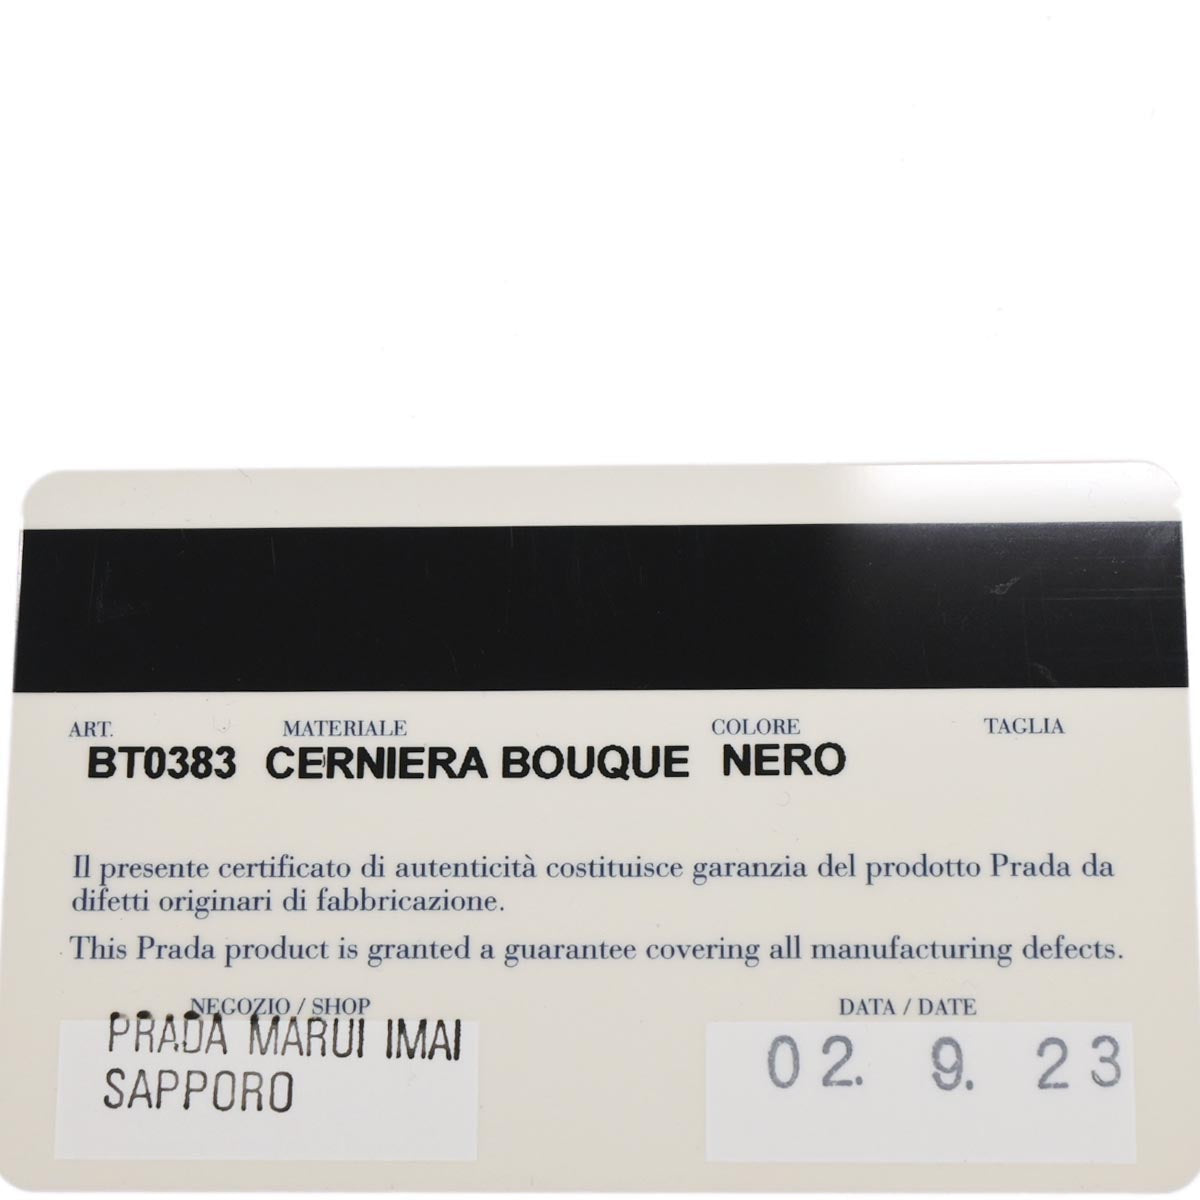 ART. MATERIALE COLORE TAGLIA
BT0383 CERNIERA BOUQUE NERO
Il presente certificato di autenticità costituisce garanzia del prodotto Prada da
difetti originari di fabbricazione.
This Prada product is granted a guarantee covering all manufacturing defects.
NEGOZIO / SHOP DATA / DATE
PRADA MARUI IMAI 02. 9. 23
SAPPORO